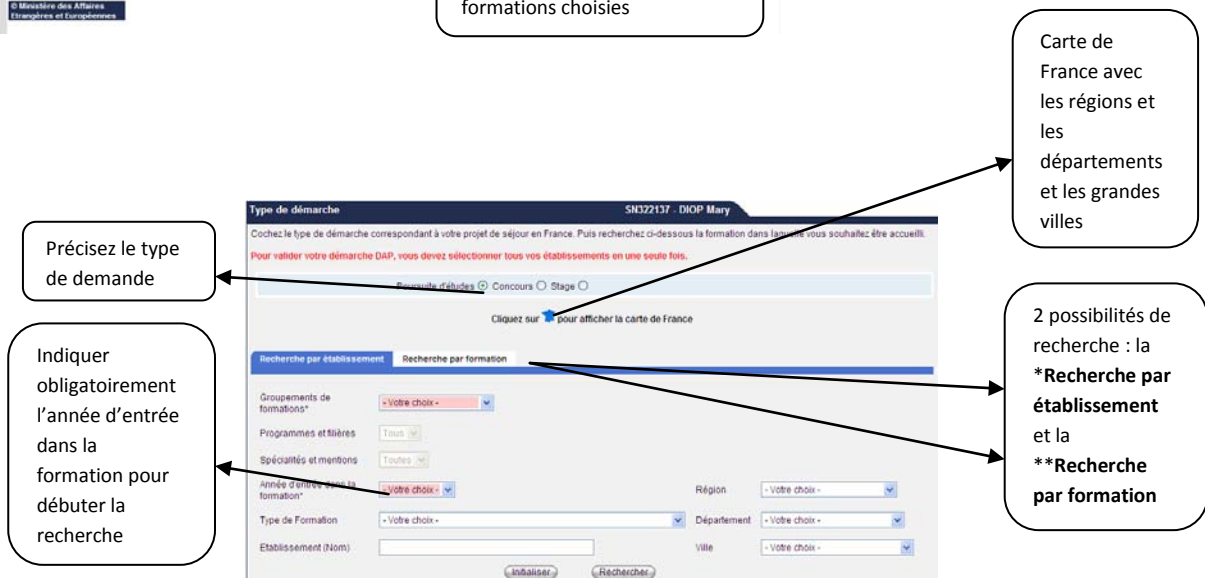 © Ministère des Affaires
Etrangères et Européennes
formations choisies
Carte de
France avec
les régions et
les
départements
et les grandes
villes
Type de démarche SN322137 - DIOP Mary
Cochez le type de démarche correspondant à votre projet de séjour en France. Puis recherchez ci-dessous la formation dans laquelle vous souhaitez être accueilli.
Pour valider votre démarche DAP, vous devez sélectionner tous vos établissements en une seule fois.
Précisez le type
de demande
Poursuite d'études Concours Stage
Cliquez sur pour afficher la carte de France
2 possibilités de
recherche : la
*Recherche par
établissement
et la
**Recherche
par formation
Indiquer
obligatoirement
l'année d'entrée
dans la
formation pour
débuter la
recherche
Recherche par établissement Recherche par formation
Groupements de
formations*
- Votre choix -
Programmes et filières Tous
Spécialités et mentions Toutes
Année d'entrée dans la
formation*
- Votre choix - Région - Votre choix -
Type de Formation - Votre choix - Département - Votre choix -
Etablissement (Nom) Ville - Votre choix -
Initialiser Rechercher